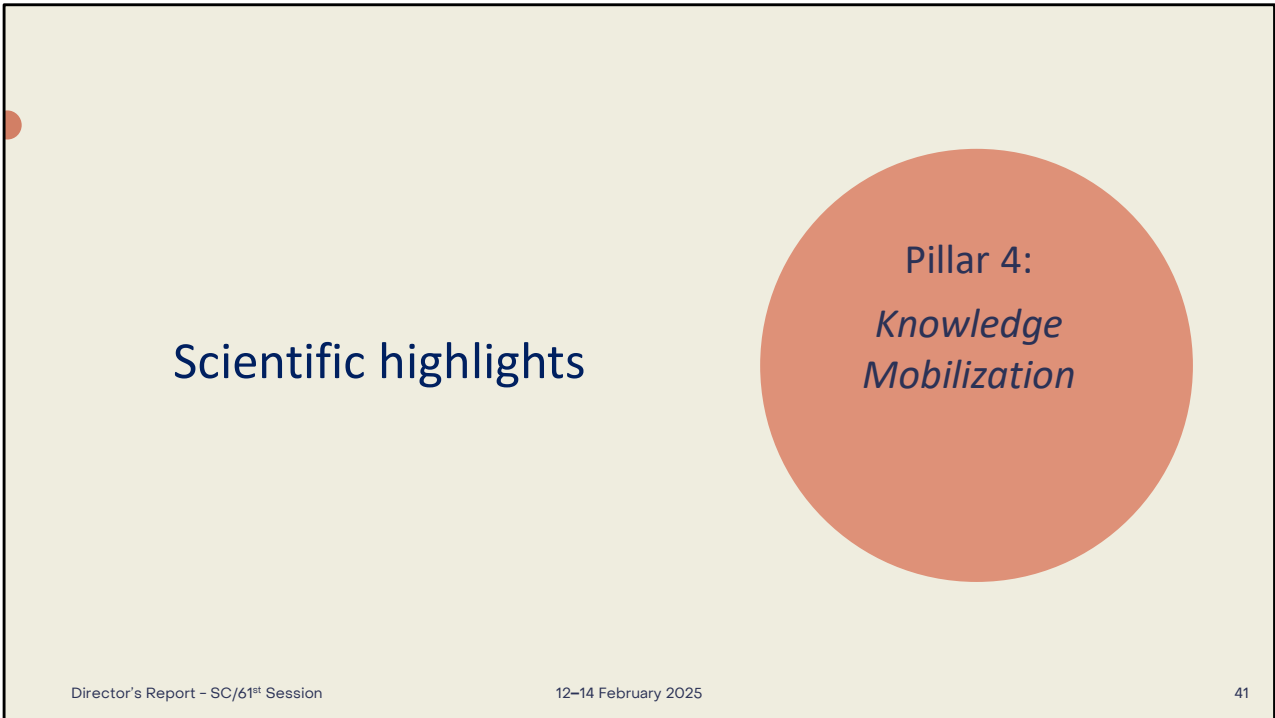 Scientific highlights
Pillar 4:
Knowledge
Mobilization
Director's Report - SC/61st Session
12–14 February 2025
41